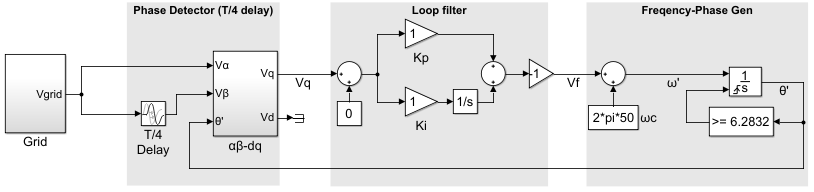 Phase Detector (T/4 delay)
Loop filter
Freqency-Phase Gen
Vgrid
Grid
T/4
Delay
Vα
Vβ
θ'
Vq
Vd
αβ-dq
Vq
0
1
Kp
1
Ki
1/s
-1
Vf
2*pi*50
ωc
ω'
1
s
θ'
>= 6.2832